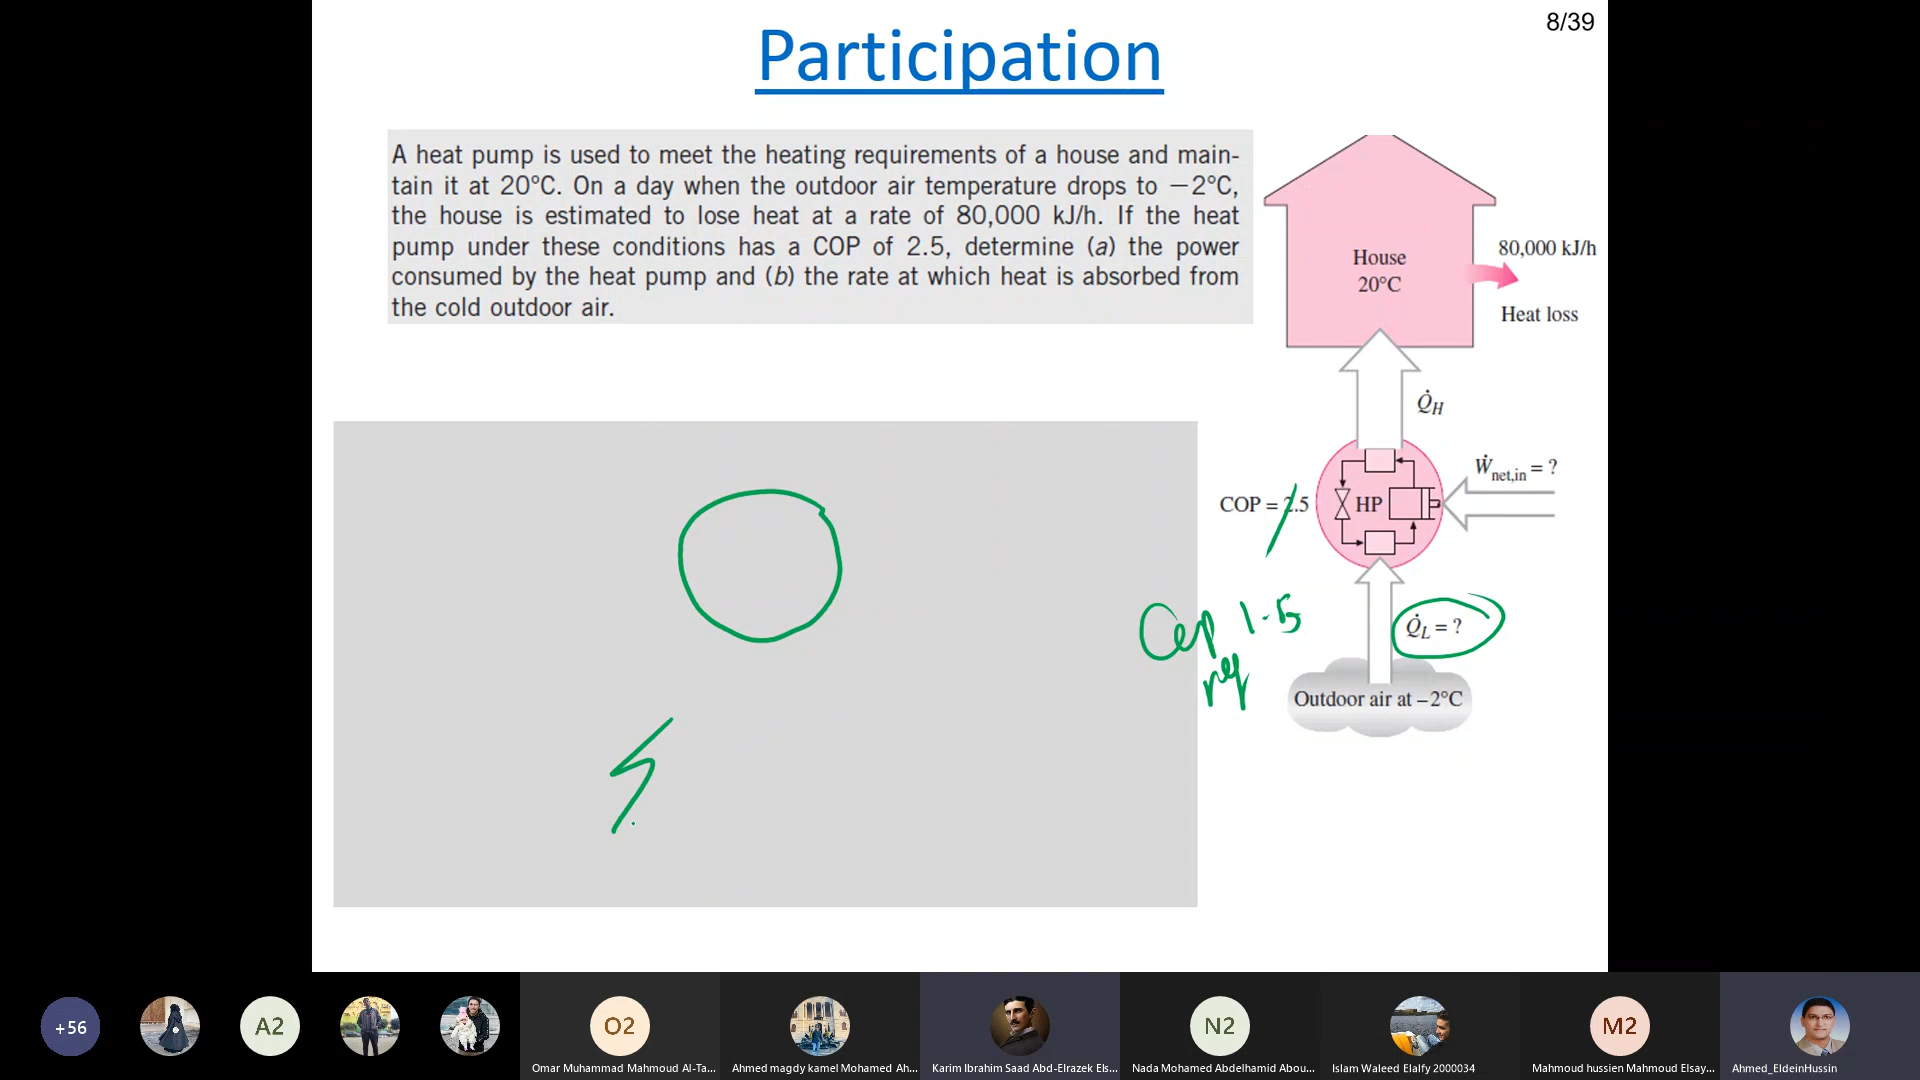 8/39
Participation
A heat pump is used to meet the heating requirements of a house and main-
tain it at 20°C. On a day when the outdoor air temperature drops to −2°C,
the house is estimated to lose heat at a rate of 80,000 kJ/h. If the heat
pump under these conditions has a COP of 2.5, determine (a) the power
consumed by the heat pump and (b) the rate at which heat is absorbed from
the cold outdoor air.
House
20°C
80,000 kJ/h
Heat loss
Q̇H
Ẇnet,in = ?
COP = 2.5
HP
1.5
Q̇L = ?
Outdoor air at −2°C
+56
A2
O2
N2
M2
Omar Muhammad Mahmoud Al-Ta...
Ahmed magdy kamel Mohamed Ah...
Karim Ibrahim Saad Abd-Elrazek Els...
Nada Mohamed Abdelhamid Abou...
Islam Waleed Elalfy 2000034
Mahmoud hussien Mahmoud Elsay...
Ahmed_EldeinHussin